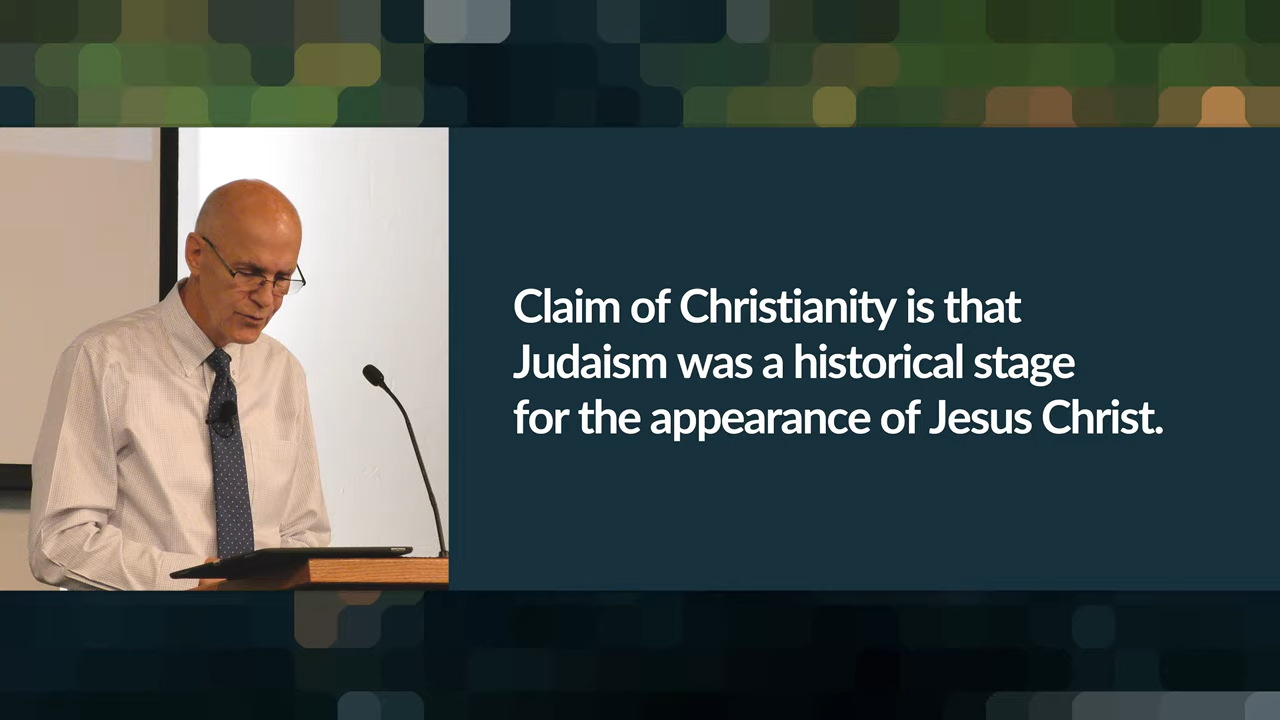 Claim of Christianity is that
Judaism was a historical stage
for the appearance of Jesus Christ.